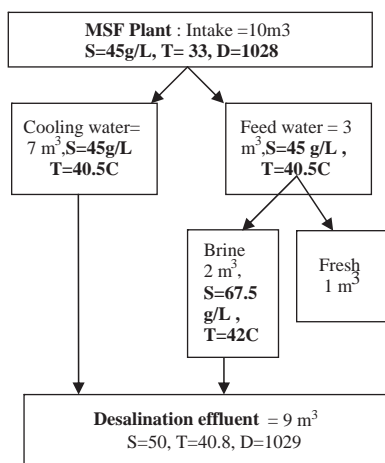 MSF Plant : Intake =10m3
S=45g/L, T= 33, D=1028
Cooling water=
7 m³,S=45g/L
T=40.5C
Feed water = 3
m³,S=45 g/L ,
T=40.5C
Brine
2 m³,
S=67.5
g/L ,
T=42C
Fresh
1 m³
Desalination effluent = 9 m³
S=50, T=40.8, D=1029